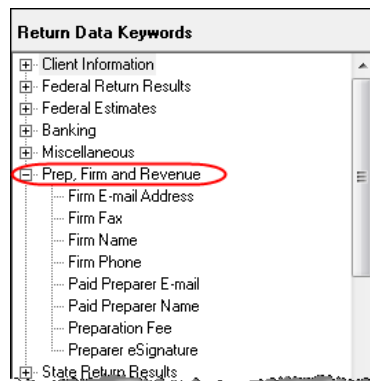 Return Data Keywords
Client Information
Federal Return Results
Federal Estimates
Banking
Miscellaneous
Prep, Firm and Revenue
Firm E-mail Address
Firm Fax
Firm Name
Firm Phone
Paid Preparer E-mail
Paid Preparer Name
Preparation Fee
Preparer eSignature
State Return Results